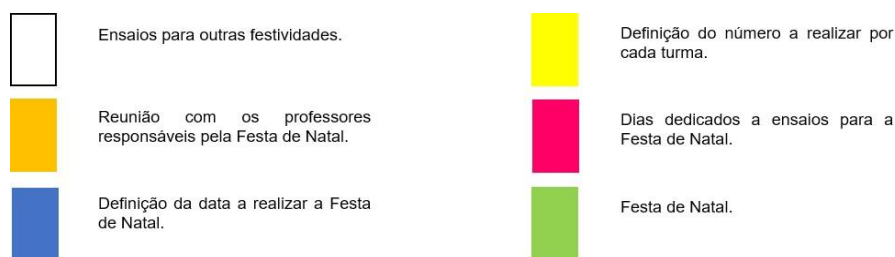 Ensaios para outras festividades.
Reunião com os professores
responsáveis pela Festa de Natal.
Definição da data a realizar a Festa
de Natal.
Definição do número a realizar por
cada turma.
Dias dedicados a ensaios para a
Festa de Natal.
Festa de Natal.